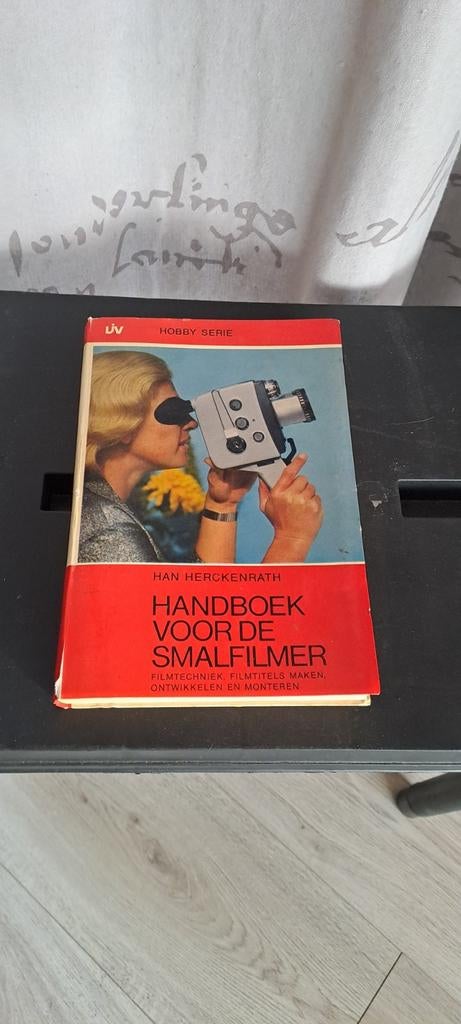 UV HOBBY SERIE
HAN HERCKENRATH
HANDBOEK
VOOR DE
SMALFILMER
FILMTECHNIEK, FILMTITELS MAKEN,
ONTWIKKELEN EN MONTEREN